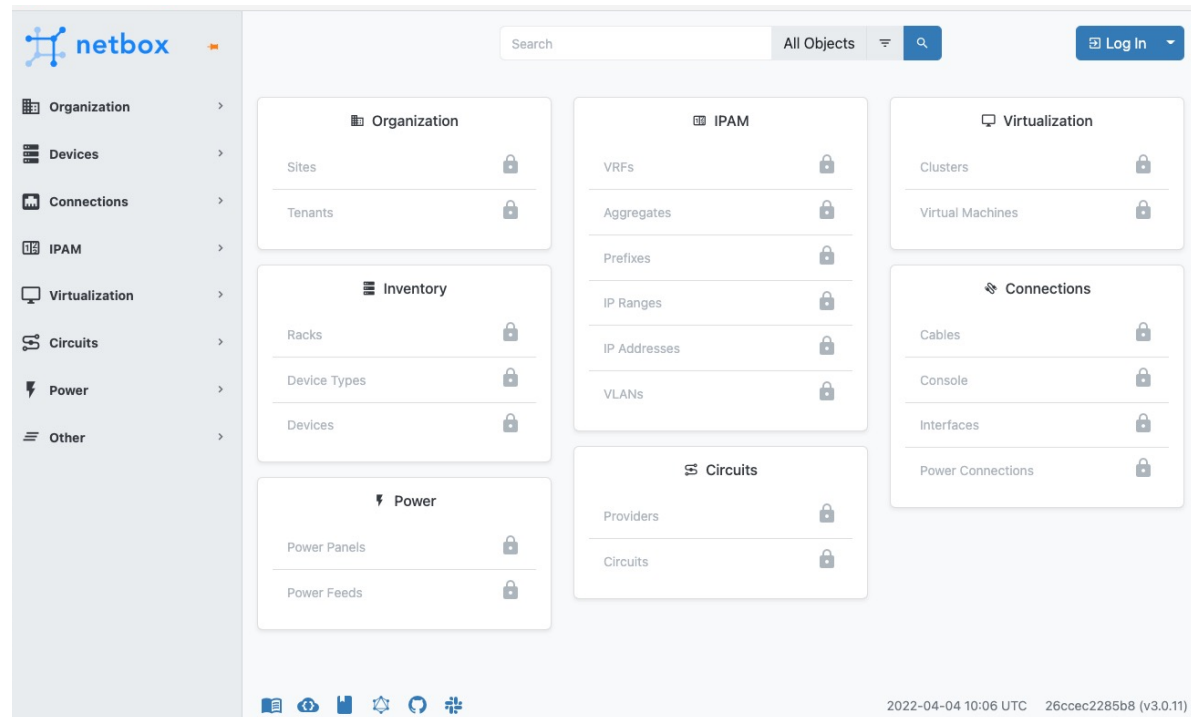 netbox
Search
All Objects
Log In
Organization
Devices
Connections
IPAM
Virtualization
Circuits
Power
Other
Organization
Sites
Tenants
Inventory
Racks
Device Types
Devices
Power
Power Panels
Power Feeds
IPAM
VRFs
Aggregates
Prefixes
IP Ranges
IP Addresses
VLANs
Circuits
Providers
Circuits
Virtualization
Clusters
Virtual Machines
Connections
Cables
Console
Interfaces
Power Connections
2022-04-04 10:06 UTC 26ccec2285b8 (v3.0.11)